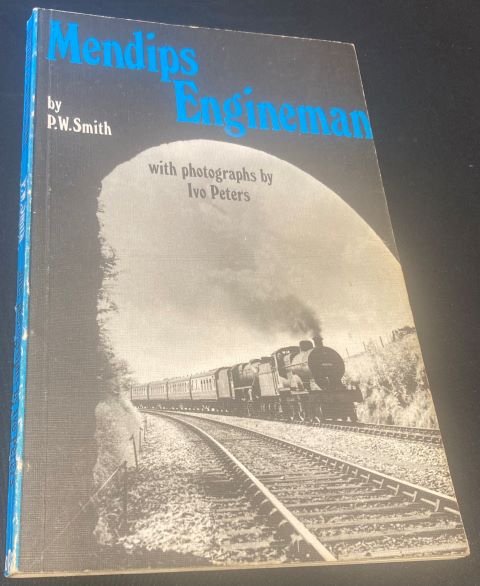 Mendips
Engineman
by
P.W.Smith
with photographs by
Ivo Peters